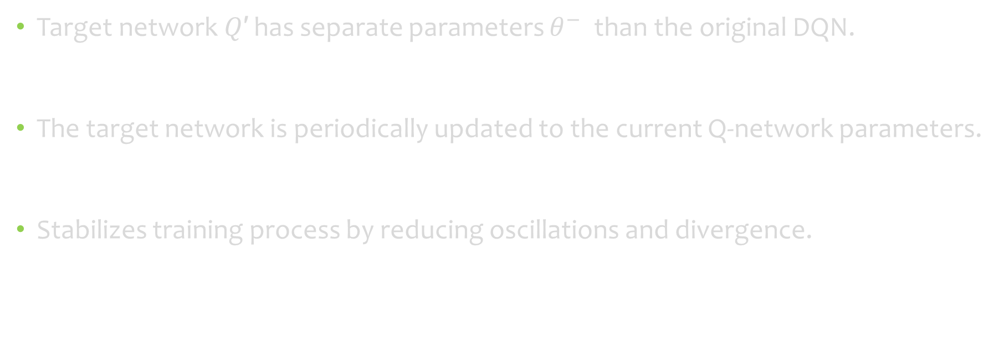 • Target network 𝑄′ has separate parameters 𝜃⁻ than the original DQN.
• The target network is periodically updated to the current Q-network parameters.
• Stabilizes training process by reducing oscillations and divergence.